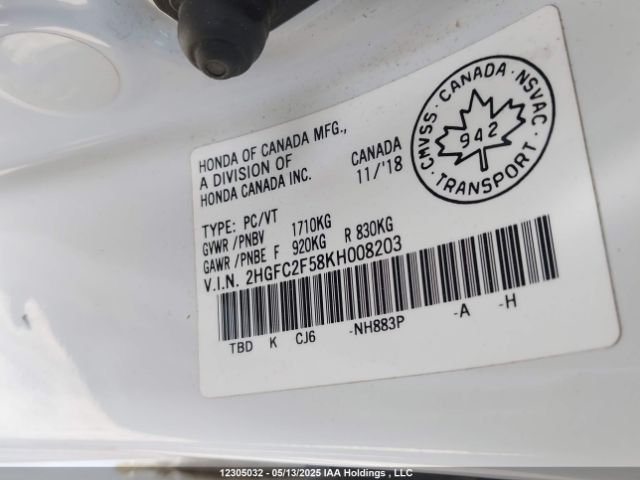 HONDA OF CANADA MFG.,
A DIVISION OF
HONDA CANADA INC.
CANADA
11/'18
CMVSS · CANADA · NSVAC
942
· TRANSPORT ·
TYPE: PC/VT
GVWR /PNBV 1710KG
GAWR /PNBE F 920KG R 830KG
V.I.N. 2HGFC2F58KH008203
TBD K CJ6 -NH883P -A -H
12305032 - 05/13/2025 IAA Holdings , LLC